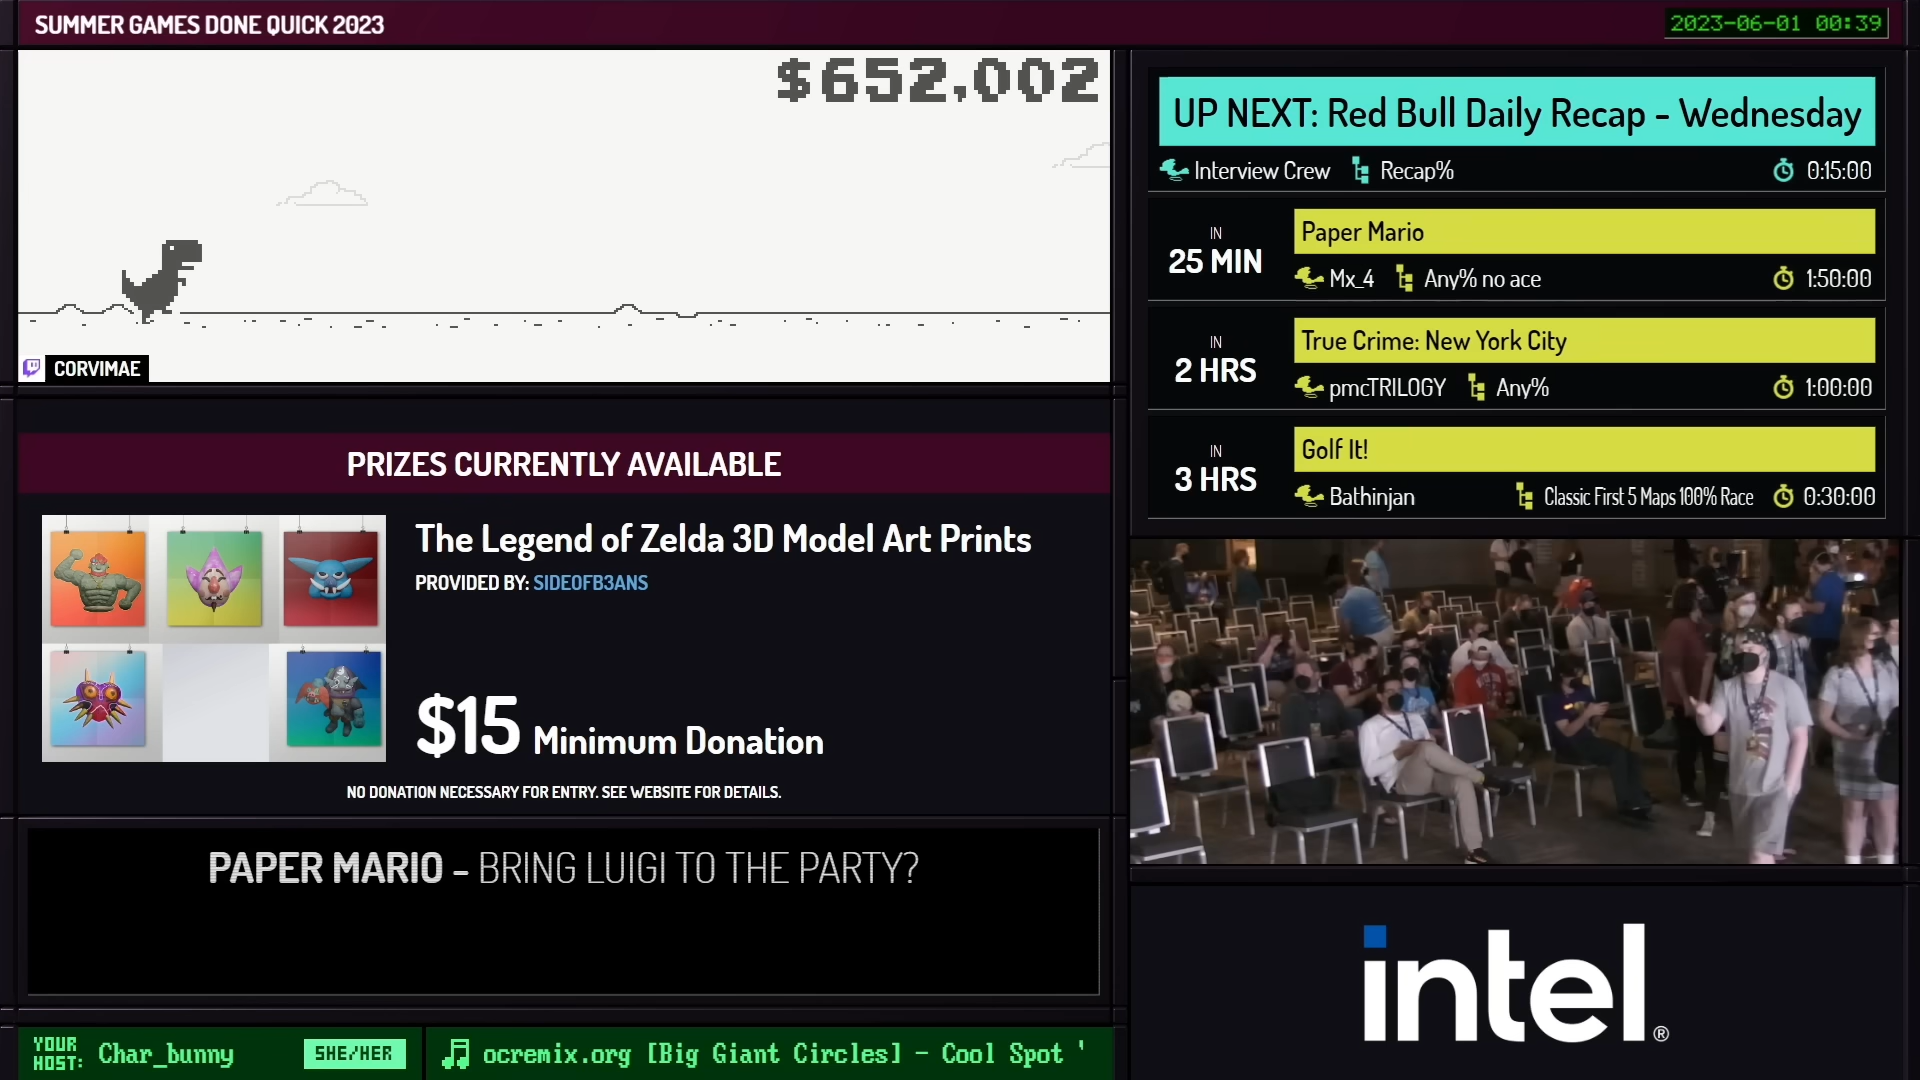 SUMMER GAMES DONE QUICK 2023
2023-06-01 00:39
$652,002
CORVIMAE
UP NEXT: Red Bull Daily Recap - Wednesday
Interview Crew Recap% 0:15:00
IN 25 MIN
Paper Mario
Mx_4 Any% no ace 1:50:00
IN 2 HRS
True Crime: New York City
pmcTRILOGY Any% 1:00:00
IN 3 HRS
Golf It!
Bathinjan Classic First 5 Maps 100% Race 0:30:00
PRIZES CURRENTLY AVAILABLE
The Legend of Zelda 3D Model Art Prints
PROVIDED BY: SIDEOFB3ANS
$15 Minimum Donation
NO DONATION NECESSARY FOR ENTRY. SEE WEBSITE FOR DETAILS.
PAPER MARIO - BRING LUIGI TO THE PARTY?
YOUR HOST: Char_bunny SHE/HER
ocremix.org [Big Giant Circles] - Cool Spot '
intel®